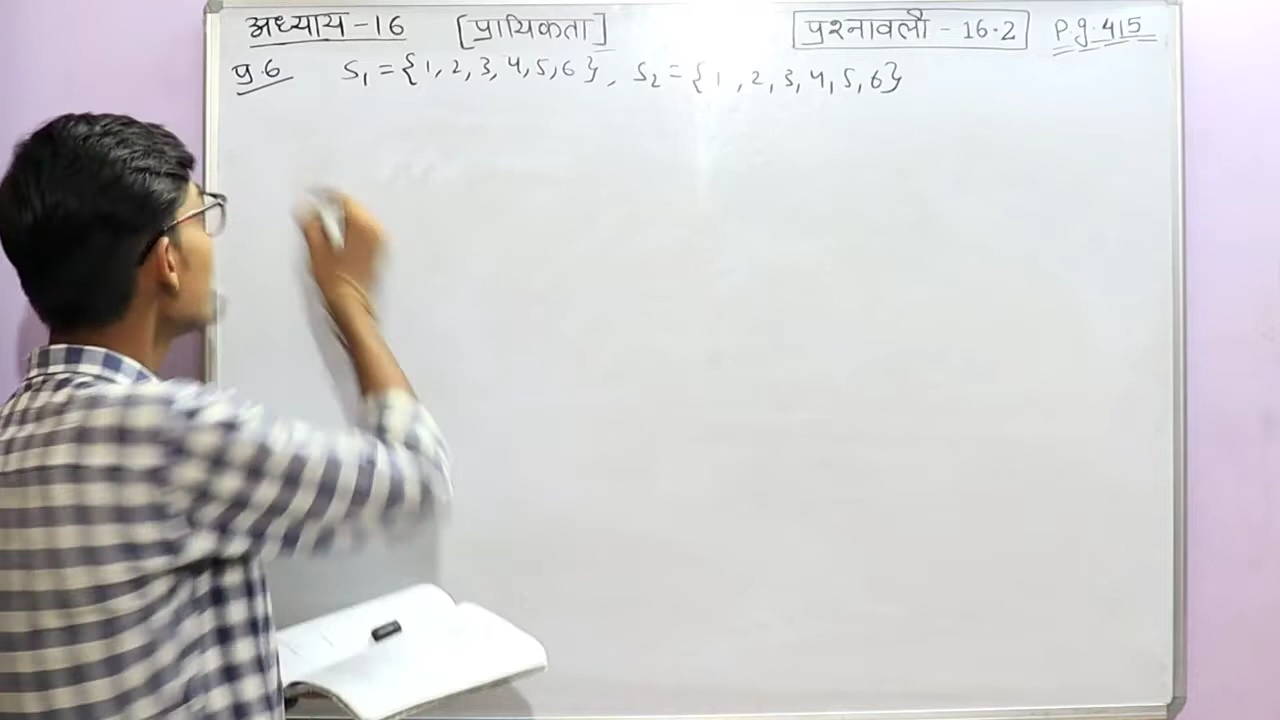 अध्याय -16 [प्रायिकता] प्रश्नावली - 16.2 P.g. 415
प्र.6 S₁ = {1, 2, 3, 4, 5, 6}, S₂ = {1, 2, 3, 4, 5, 6}